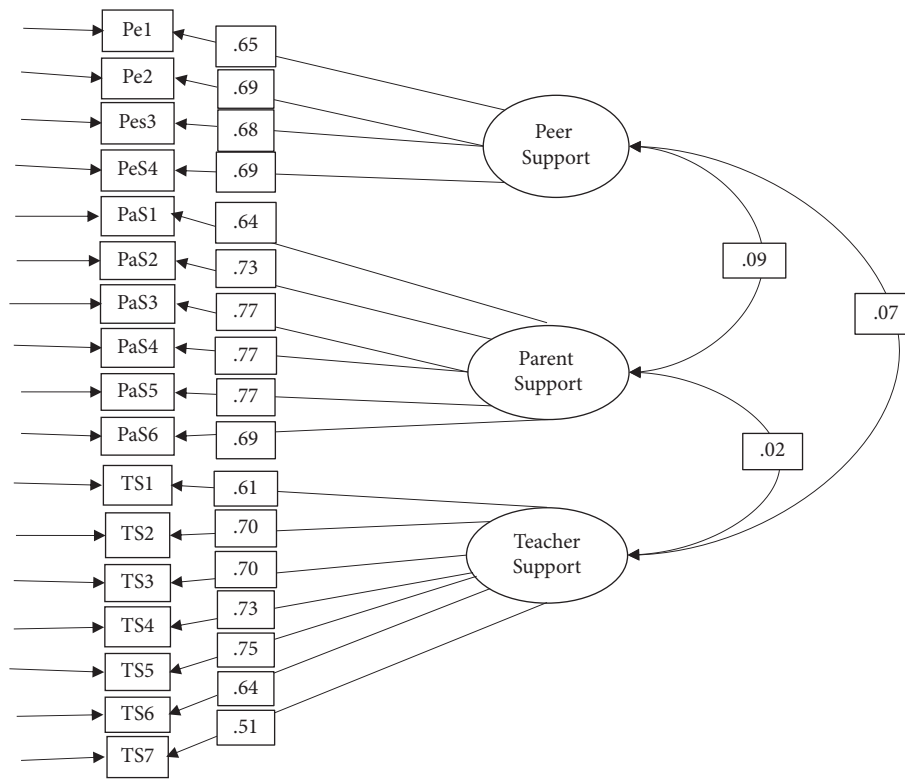 Pe1
.65
Pe2
.69
Pes3
.68
PeS4
.69
Peer
Support
PaS1
.64
PaS2
.73
PaS3
.77
PaS4
.77
PaS5
.77
PaS6
.69
Parent
Support
TS1
.61
TS2
.70
TS3
.70
TS4
.73
TS5
.75
TS6
.64
TS7
.51
Teacher
Support
.09
.07
.02